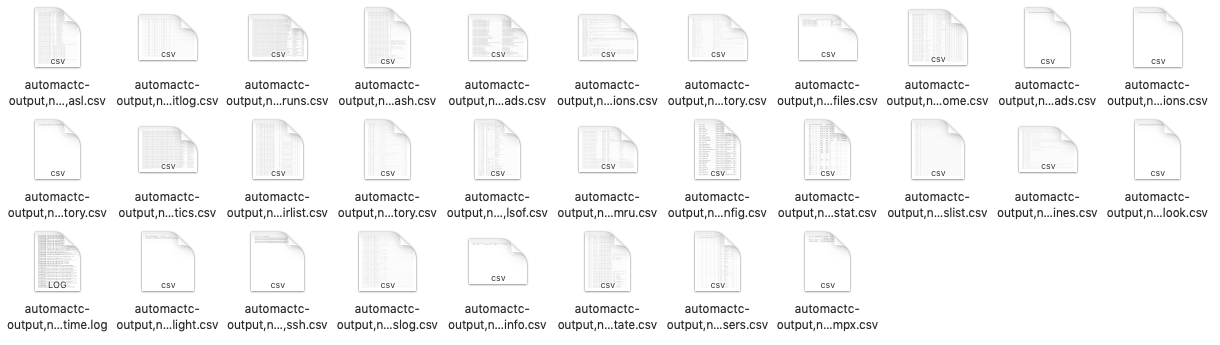 CSV CSV CSV CSV CSV CSV CSV CSV CSV CSV CSV
automactc- automactc- automactc- automactc- automactc- automactc- automactc- automactc- automactc- automactc- automactc-
output,n...,asl.csv output,n...itlog.csv output,n...runs.csv output,n...ash.csv output,n...ads.csv output,n...ions.csv output,n...tory.csv output,n...files.csv output,n...ome.csv output,n...ads.csv output,n...ions.csv
CSV CSV CSV CSV CSV CSV CSV CSV CSV CSV CSV
automactc- automactc- automactc- automactc- automactc- automactc- automactc- automactc- automactc- automactc- automactc-
output,n...tory.csv output,n...tics.csv output,n...irlist.csv output,n...tory.csv output,n...,lsof.csv output,n...mru.csv output,n...nfig.csv output,n...stat.csv output,n...slist.csv output,n...ines.csv output,n...look.csv
LOG CSV CSV CSV CSV CSV CSV CSV
automactc- automactc- automactc- automactc- automactc- automactc- automactc- automactc-
output,n...time.log output,n...light.csv output,n...,ssh.csv output,n...slog.csv output,n...info.csv output,n...tate.csv output,n...sers.csv output,n...mpx.csv